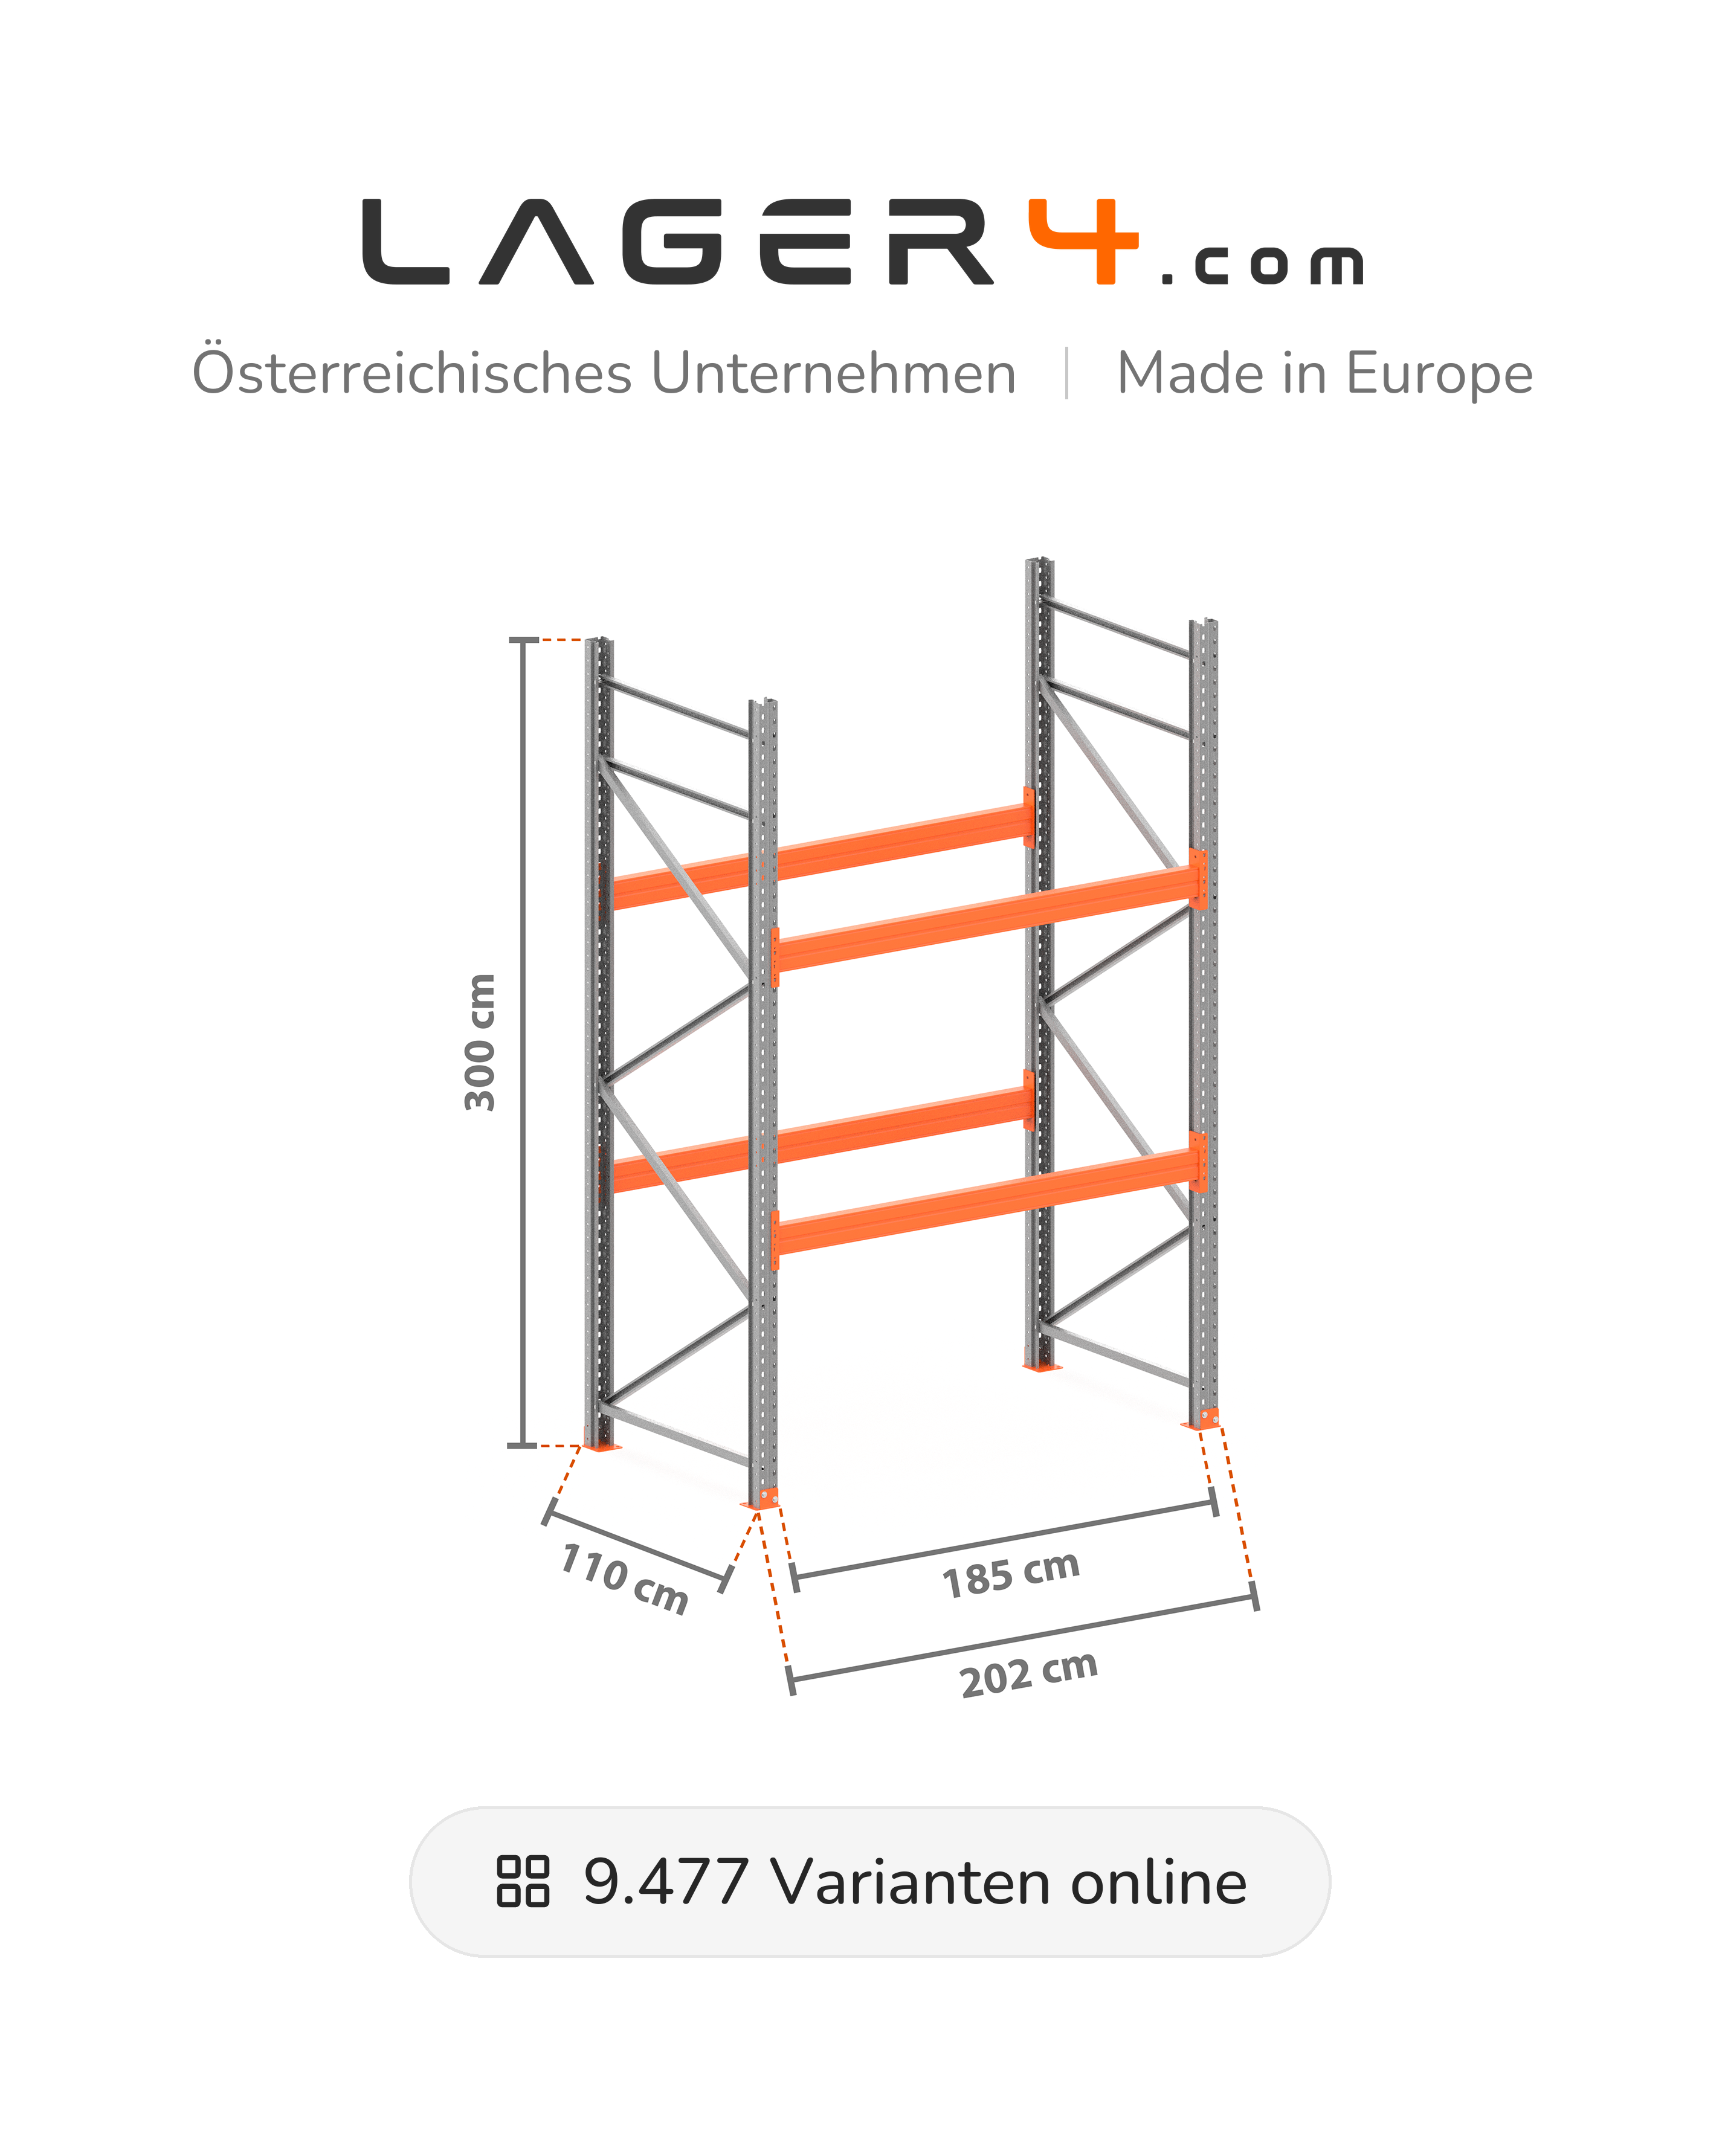 LAGER4.com
Österreichisches Unternehmen | Made in Europe
300 cm
110 cm
185 cm
202 cm
9.477 Varianten online